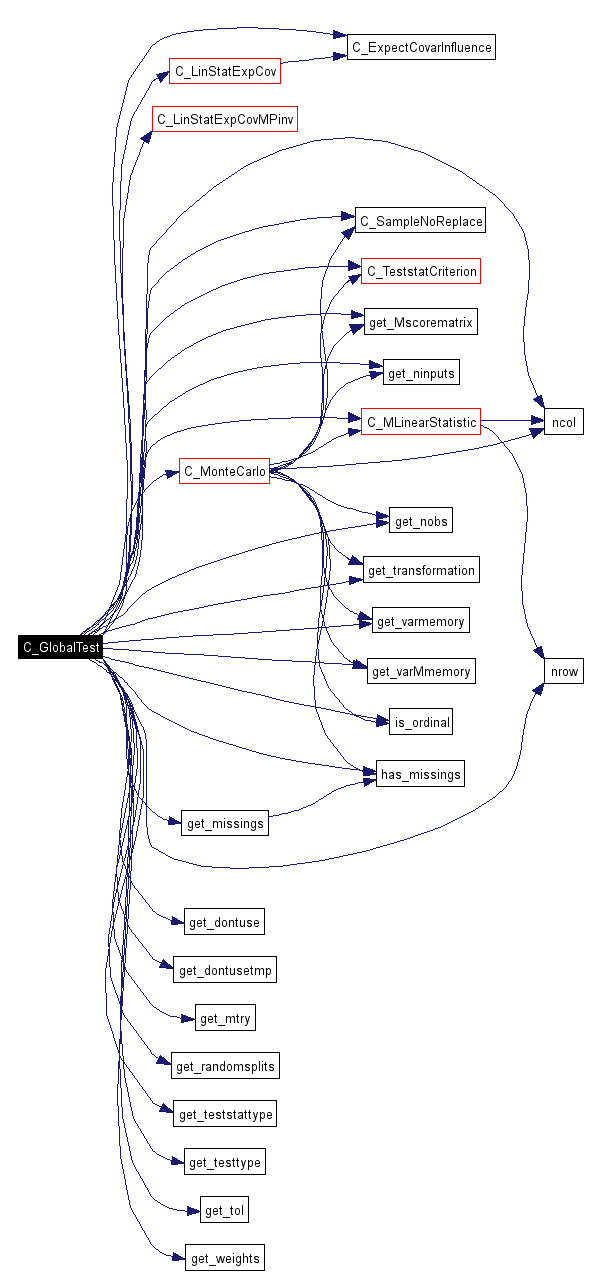 C_ExpectCovarInfluence
C_LinStatExpCov
C_LinStatExpCovMPinv
C_SampleNoReplace
C_TeststatCriterion
get_Mscorematrix
get_ninputs
C_MLinearStatistic
ncol
C_MonteCarlo
get_nobs
get_transformation
get_varmemory
C_GlobalTest
get_varMmemory
nrow
is_ordinal
has_missings
get_missings
get_dontuse
get_dontusetmp
get_mtry
get_randomsplits
get_teststattype
get_testtype
get_tol
get_weights